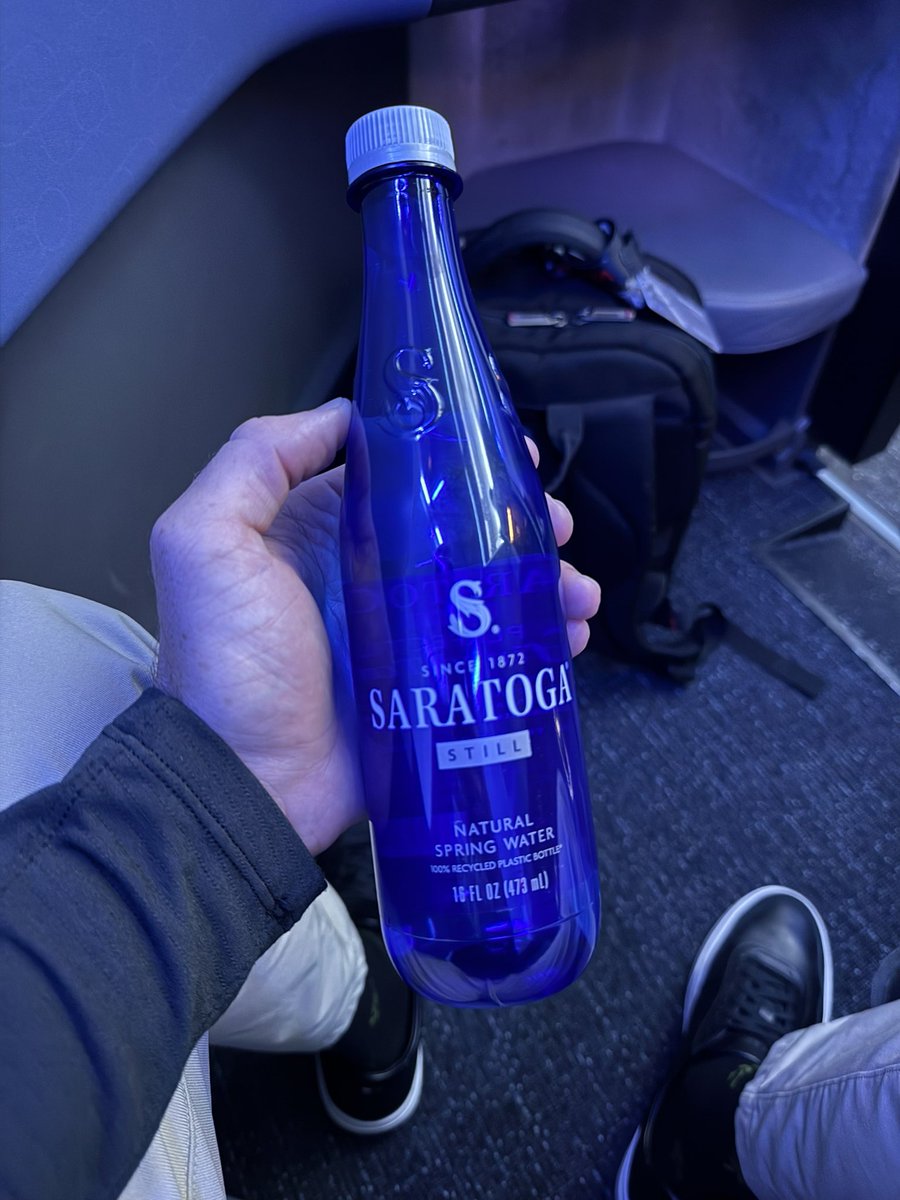 S
S.
SINCE 1872
SARATOGA®
STILL
NATURAL
SPRING WATER
100% RECYCLED PLASTIC BOTTLE*
16 FL OZ (473 mL)